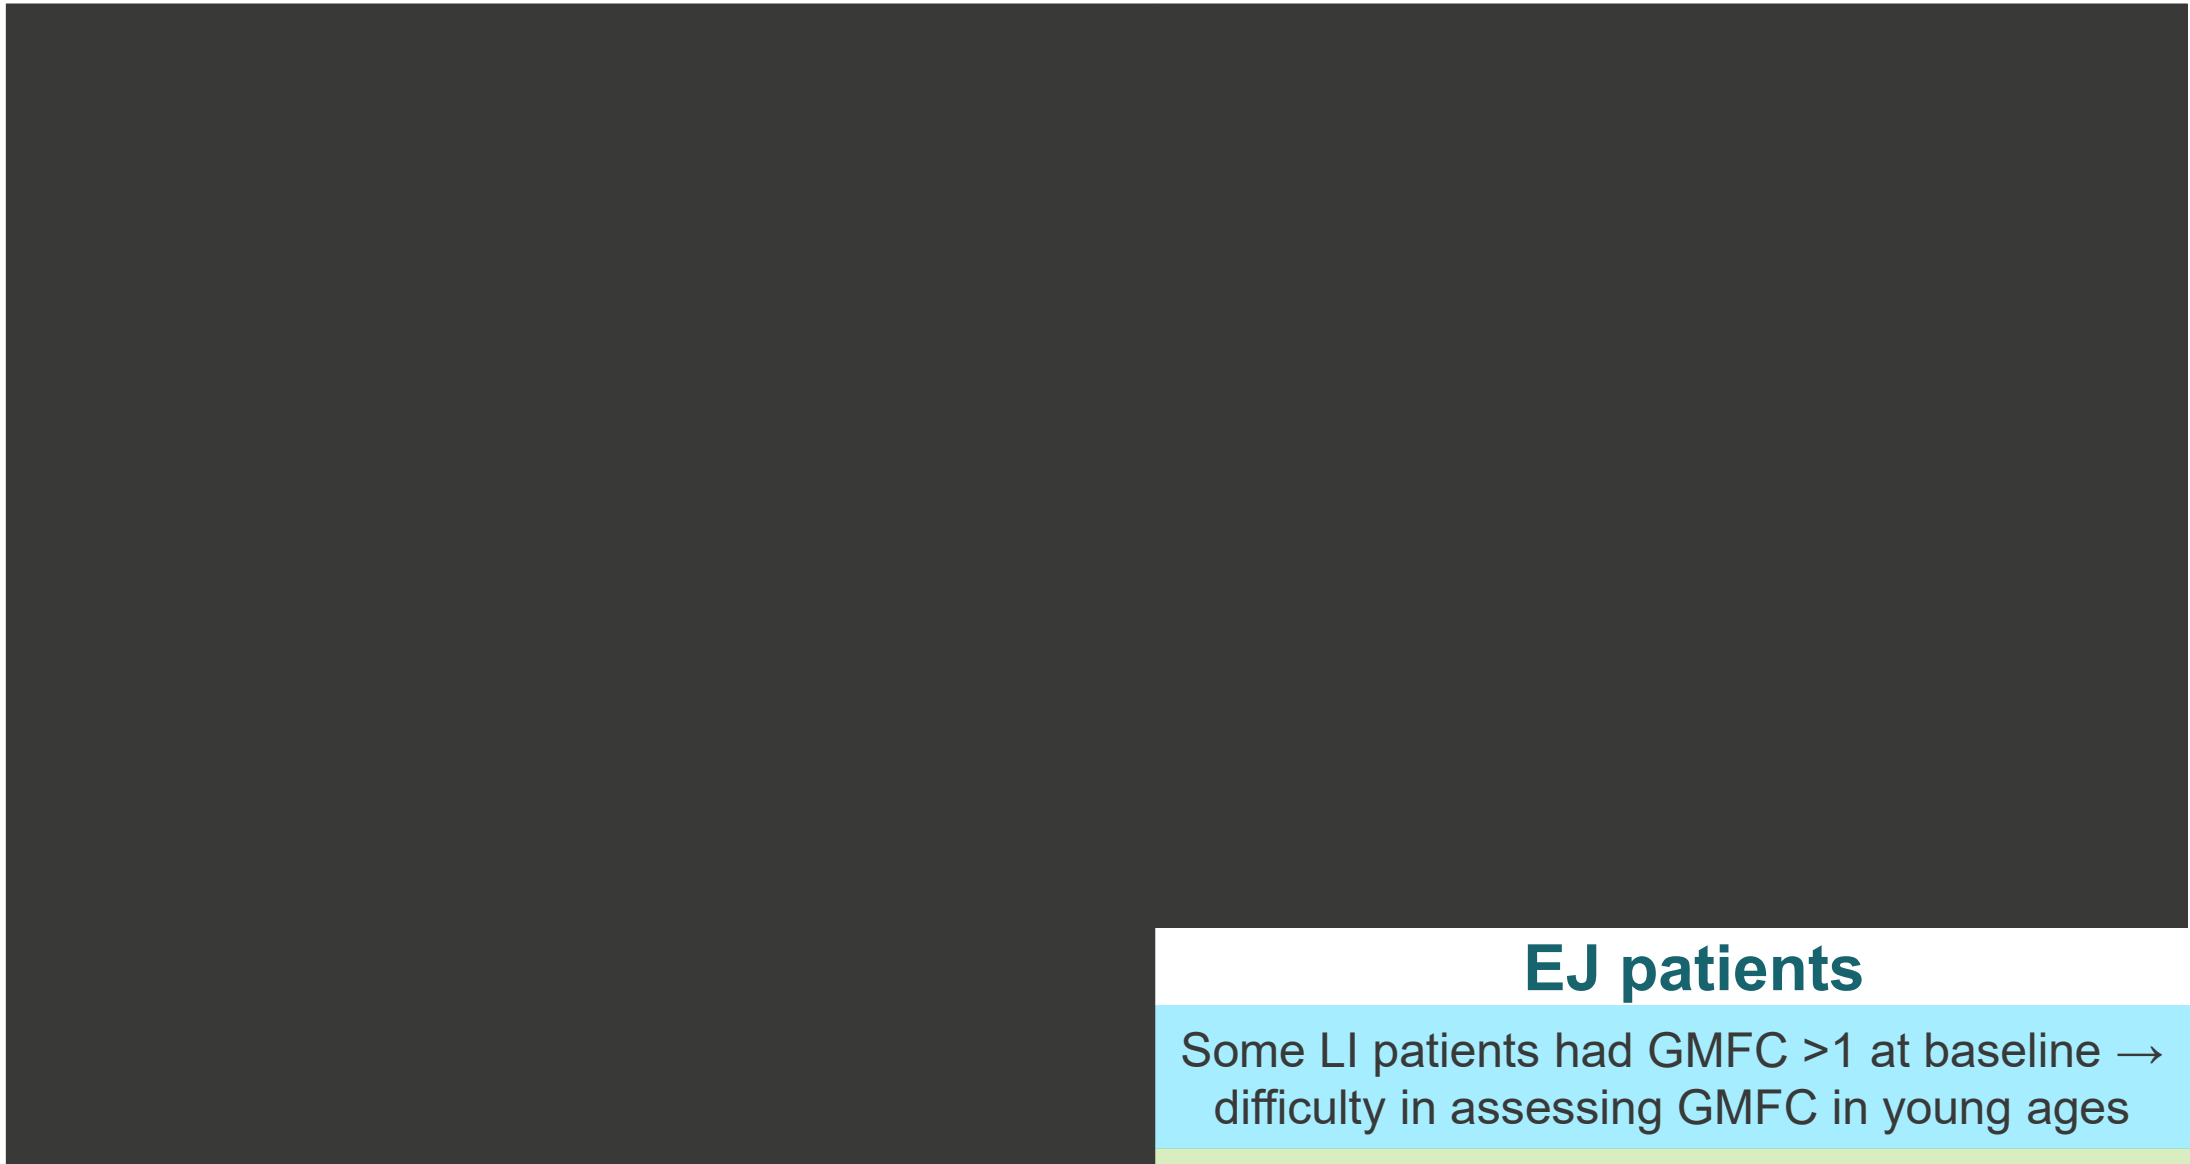 EJ patients
Some LI patients had GMFC >1 at baseline →
difficulty in assessing GMFC in young ages